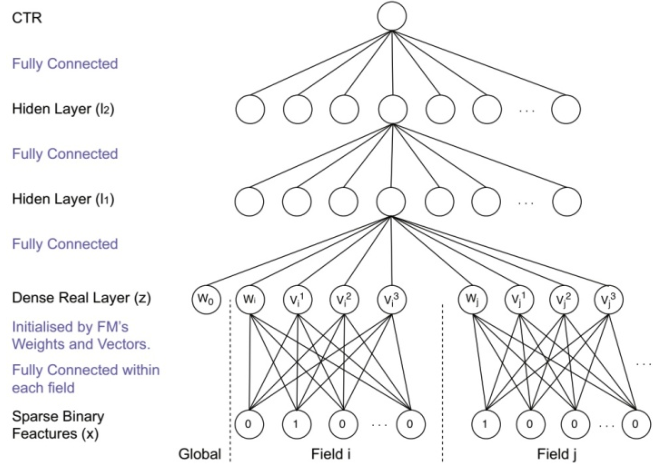 CTR
Fully Connected
Hiden Layer (l2)
. . .
Fully Connected
Hiden Layer (l1)
. . .
Fully Connected
Dense Real Layer (z)
W0 Wi Vi1 Vi2 Vi3 Wj Vj1 Vj2 Vj3
Initialised by FM's
Weights and Vectors.
Fully Connected within
each field
. . .
Sparse Binary
Feactures (x)
0 1 0 . . . 0 1 0 0 . . . 0
Global Field i Field j